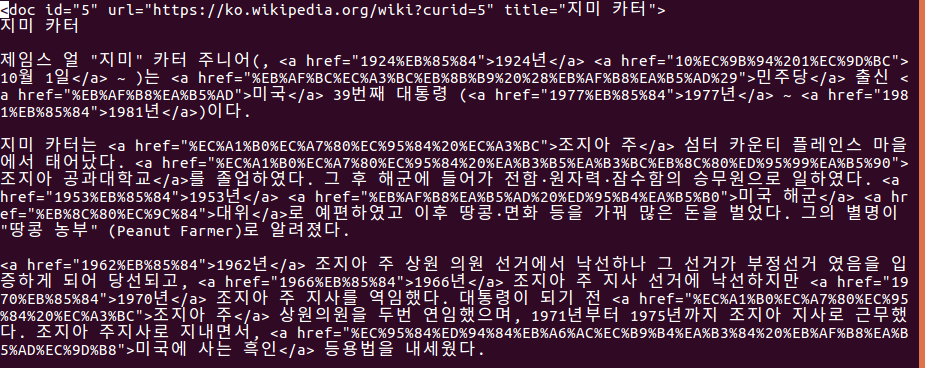 <doc id="5" url="https://ko.wikipedia.org/wiki?curid=5" title="지미 카터">
지미 카터
제임스 얼 "지미" 카터 주니어(, <a href="1924%EB%85%84">1924년</a> <a href="10%EC%9B%94%201%EC%9D%BC">
10월 1일</a> ~ )는 <a href="%EB%AF%BC%EC%A3%BC%EB%8B%B9%20%28%EB%AF%B8%EA%B5%AD%29">민주당</a> 출신 <
a href="%EB%AF%B8%EA%B5%AD">미국</a> 39번째 대통령 (<a href="1977%EB%85%84">1977년</a> ~ <a href="198
1%EB%85%84">1981년</a>)이다.
지미 카터는 <a href="%EC%A1%B0%EC%A7%80%EC%95%84%20%EC%A3%BC">조지아 주</a> 섬터 카운티 플레인스 마을
에서 태어났다. <a href="%EC%A1%B0%EC%A7%80%EC%95%84%20%EA%B3%B5%EA%B3%BC%EB%8C%80%ED%95%99%EA%B5%90">
조지아 공과대학교</a>를 졸업하였다. 그 후 해군에 들어가 전함·원자력·잠수함의 승무원으로 일하였다. <a
href="1953%EB%85%84">1953년</a> <a href="%EB%AF%B8%EA%B5%AD%20%ED%95%B4%EA%B5%B0">미국 해군</a> <a hr
ef="%EB%8C%80%EC%9C%84">대위</a>로 예편하였고 이후 땅콩·면화 등을 가꿔 많은 돈을 벌었다. 그의 별명이
"땅콩 농부" (Peanut Farmer)로 알려졌다.
<a href="1962%EB%85%84">1962년</a> 조지아 주 상원 의원 선거에서 낙선하나 그 선거가 부정선거 였음을 입
증하게 되어 당선되고, <a href="1966%EB%85%84">1966년</a> 조지아 주 지사 선거에 낙선하지만 <a href="19
70%EB%85%84">1970년</a> 조지아 주 지사를 역임했다. 대통령이 되기 전 <a href="%EC%A1%B0%EC%A7%80%EC%95
%84%20%EC%A3%BC">조지아 주</a> 상원의원을 두번 연임했으며, 1971년부터 1975년까지 조지아 지사로 근무했
다. 조지아 주지사로 지내면서, <a href="%EC%95%84%ED%94%84%EB%A6%AC%EC%B9%B4%EA%B3%84%20%EB%AF%B8%EA%B
5%AD%EC%9D%B8">미국에 사는 흑인</a> 등용법을 내세웠다.